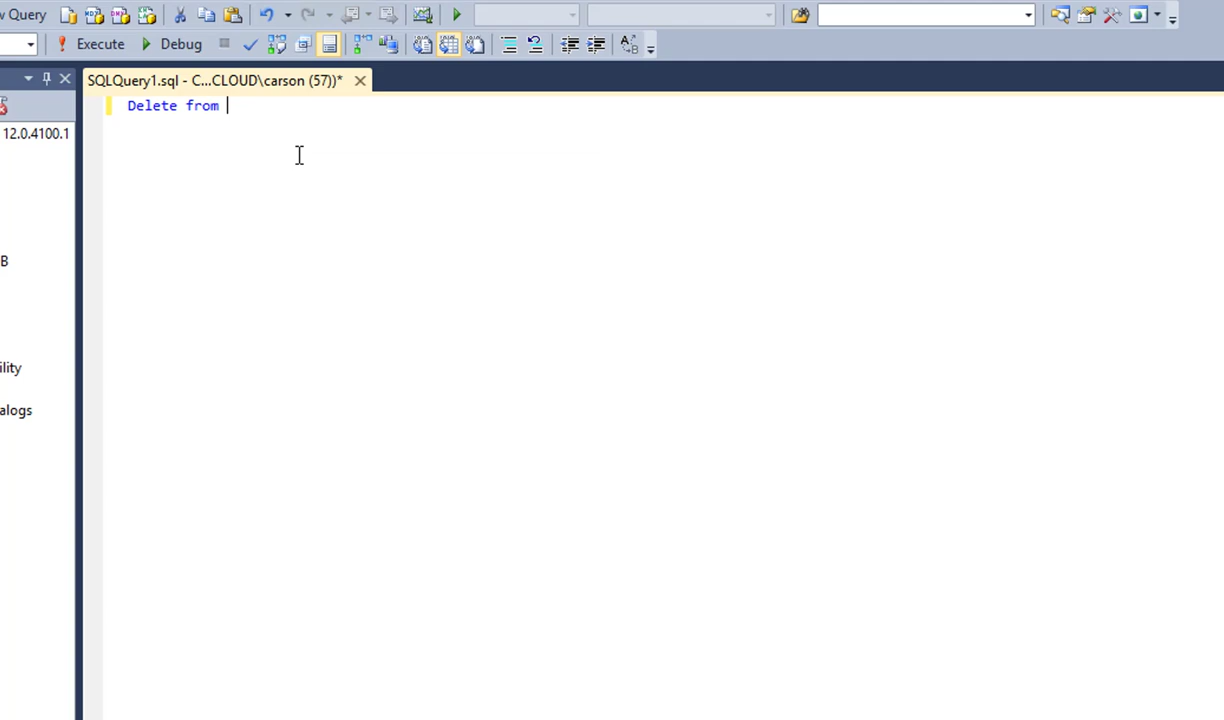 w Query
Execute
Debug
SQLQuery1.sql - C...CLOUD\carson (57))*
Delete from
12.0.4100.1
B
ility
alogs